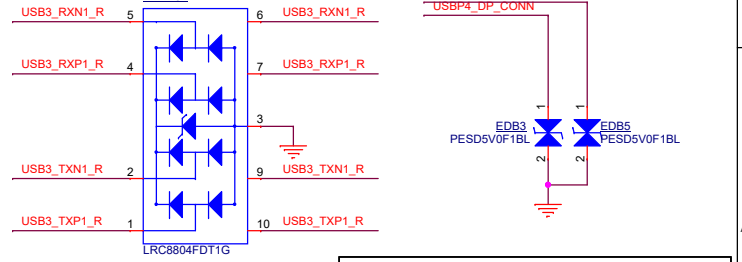 USB3_RXN1_R 5 6 USB3_RXN1_R
USB3_RXP1_R 4 7 USB3_RXP1_R
3
USB3_TXN1_R 2 9 USB3_TXN1_R
USB3_TXP1_R 1 10 USB3_TXP1_R
LRC8804FDT1G
USBP4_DP_CONN
1 1
EDB3 EDB5
PESD5V0F1BL PESD5V0F1BL
2 2